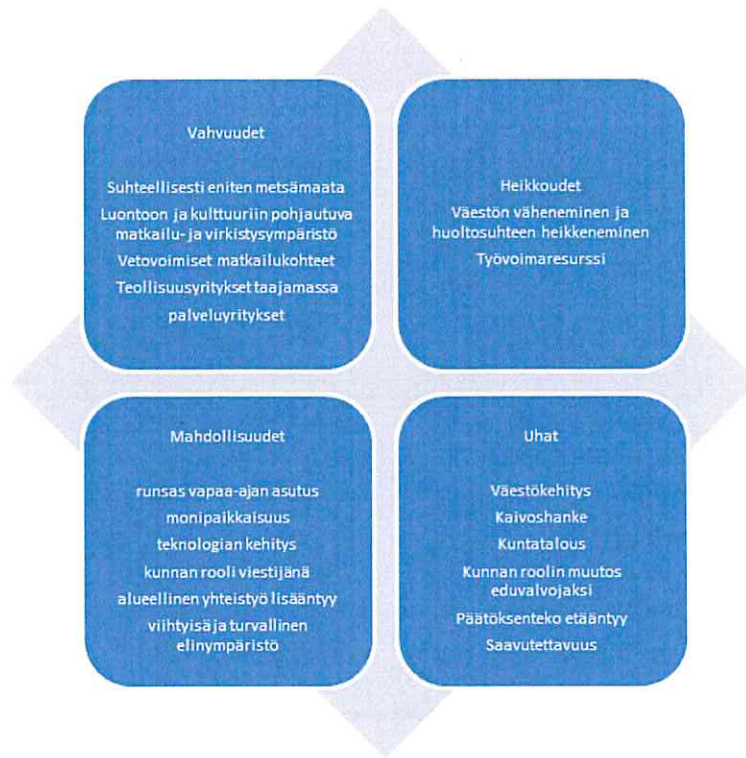 Vahvuudet
Suhteellisesti eniten metsämaata
Luontoon ja kulttuuriin pohjautuva
matkailu- ja virkistysympäristö
Vetovoimiset matkailukohteet
Teollisuusyritykset taajamassa
palveluyritykset
Heikkoudet
Väestön väheneminen ja
huoltosuhteen heikkeneminen
Työvoimaresurssi
Mahdollisuudet
runsas vapaa-ajan asutus
monipaikkaisuus
teknologian kehitys
kunnan rooli viestijänä
alueellinen yhteistyö lisääntyy
viihtyisä ja turvallinen
elinympäristö
Uhat
Väestökehitys
Kaivoshanke
Kuntatalous
Kunnan roolin muutos
eduvalvojaksi
Päätöksenteko etääntyy
Saavutettavuus